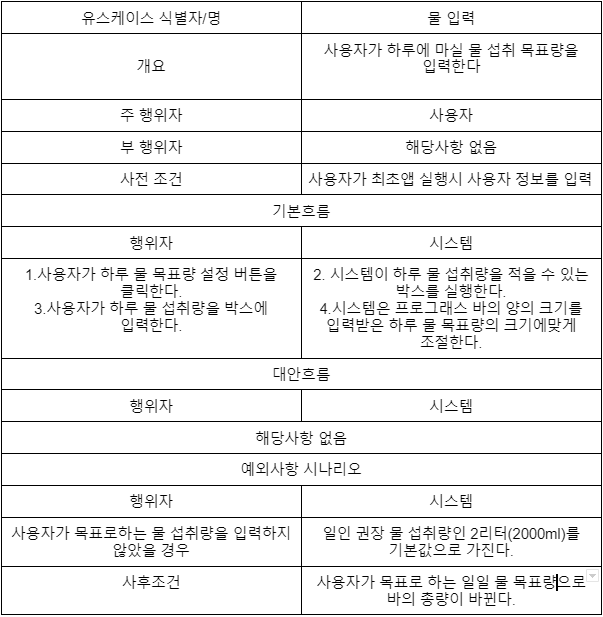 유스케이스 식별자/명
물 입력
개요
사용자가 하루에 마실 물 섭취 목표량을
입력한다
주 행위자
사용자
부 행위자
해당사항 없음
사전 조건
사용자가 최초앱 실행시 사용자 정보를 입력
기본흐름
행위자
시스템
1.사용자가 하루 물 목표량 설정 버튼을
클릭한다.
3.사용자가 하루 물 섭취량을 박스에
입력한다.
2. 시스템이 하루 물 섭취량을 적을 수 있는
박스를 실행한다.
4.시스템은 프로그래스 바의 양의 크기를
입력받은 하루 물 목표량의 크기에맞게
조절한다.
대안흐름
행위자
시스템
해당사항 없음
예외사항 시나리오
행위자
시스템
사용자가 목표로하는 물 섭취량을 입력하지
않았을 경우
일인 권장 물 섭취량인 2리터(2000ml)를
기본값으로 가진다.
사후조건
사용자가 목표로 하는 일일 물 목표량으로
바의 총량이 바뀐다.